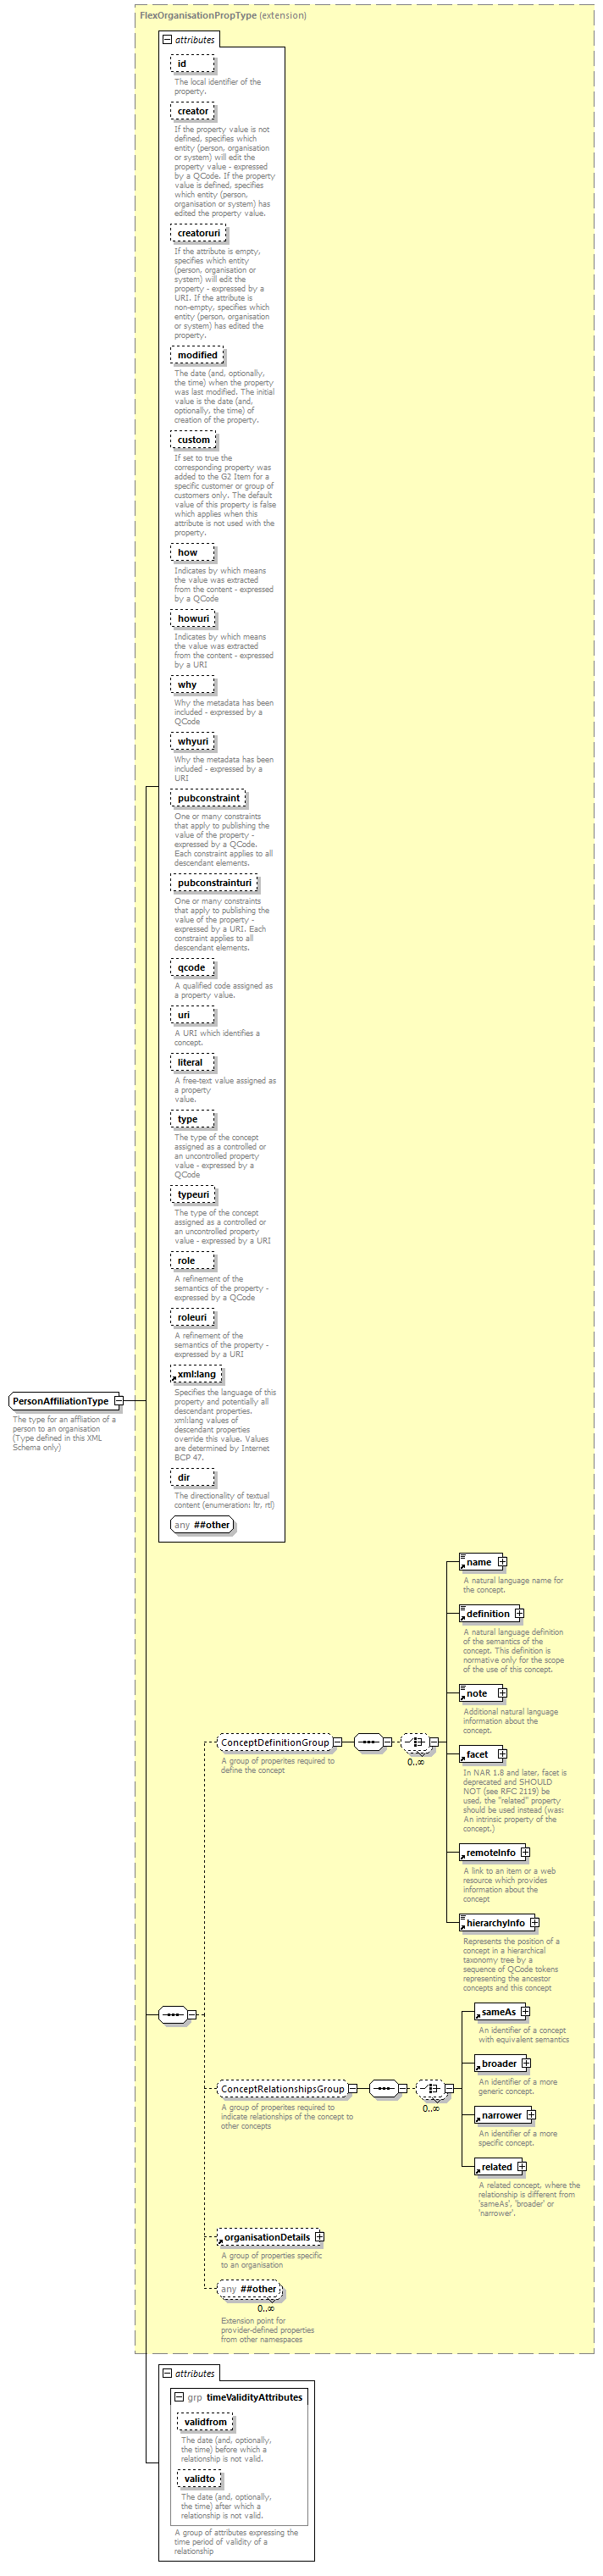 FlexOrganisationPropType (extension)
attributes
id
The local identifier of the
property.
creator
If the property value is not
defined, specifies which
entity (person, organisation
or system) will edit the
property value - expressed
by a QCode. If the property
value is defined, specifies
which entity (person,
organisation or system) has
edited the property value.
creatoruri
If the attribute is empty,
specifies which entity
(person, organisation or
system) will edit the
property - expressed by a
URI. If the attribute is
non-empty, specifies which
entity (person, organisation
or system) has edited the
property.
modified
The date (and, optionally,
the time) when the property
was last modified. The initial
value is the date (and,
optionally, the time) of
creation of the property.
custom
If set to true the
corresponding property was
added to the G2 Item for a
specific customer or group of
customers only. The default
value of this property is false
which applies when this
attribute is not used with the
property.
how
Indicates by which means
the value was extracted
from the content - expressed
by a QCode
howuri
Indicates by which means
the value was extracted
from the content - expressed
by a URI
why
Why the metadata has been
included - expressed by a
QCode
whyuri
Why the metadata has been
included - expressed by a
URI
pubconstraint
One or many constraints
that apply to publishing the
value of the property -
expressed by a QCode.
Each constraint applies to all
descendant elements.
pubconstrainturi
One or many constraints
that apply to publishing the
value of the property -
expressed by a URI. Each
constraint applies to all
descendant elements.
qcode
A qualified code assigned as
a property value.
uri
A URI which identifies a
concept.
literal
A free-text value assigned as
a property
value.
type
The type of the concept
assigned as a controlled or
an uncontrolled property
value - expressed by a
QCode
typeuri
The type of the concept
assigned as a controlled or
an uncontrolled property
value - expressed by a URI
role
A refinement of the
semantics of the property -
expressed by a QCode
roleuri
A refinement of the
semantics of the property -
expressed by a URI
xml:lang
Specifies the language of this
property and potentially all
descendant properties.
xml:lang values of
descendant properties
override this value. Values
are determined by Internet
BCP 47.
dir
The directionality of textual
content (enumeration: ltr, rtl)
any ##other
PersonAffiliationType
The type for an affliation of a
person to an organisation
(Type defined in this XML
Schema only)
name
A natural language name for
the concept.
definition
A natural language definition
of the semantics of the
concept. This definition is
normative only for the scope
of the use of this concept.
note
Additional natural language
information about the
concept.
ConceptDefinitionGroup
A group of properites required to
define the concept
0..∞
facet
In NAR 1.8 and later, facet is
deprecated and SHOULD
NOT (see RFC 2119) be
used, the "related" property
should be used instead (was:
An intrinsic property of the
concept.)
remoteInfo
A link to an item or a web
resource which provides
information about the
concept
hierarchyInfo
Represents the position of a
concept in a hierarchical
taxonomy tree by a
sequence of QCode tokens
representing the ancestor
concepts and this concept
sameAs
An identifier of a concept
with equivalent semantics
broader
An identifier of a more
generic concept.
ConceptRelationshipsGroup
A group of properites required to
indicate relationships of the concept to
other concepts
0..∞
narrower
An identifier of a more
specific concept.
related
A related concept, where the
relationship is different from
'sameAs', 'broader' or
'narrower'.
organisationDetails
A group of properties specific
to an organisation
any ##other
0..∞
Extension point for
provider-defined properties
from other namespaces
attributes
grp timeValidityAttributes
validfrom
The date (and, optionally,
the time) before which a
relationship is not valid.
validto
The date (and, optionally,
the time) after which a
relationship is not valid.
A group of attributes expressing the
time period of validity of a
relationship